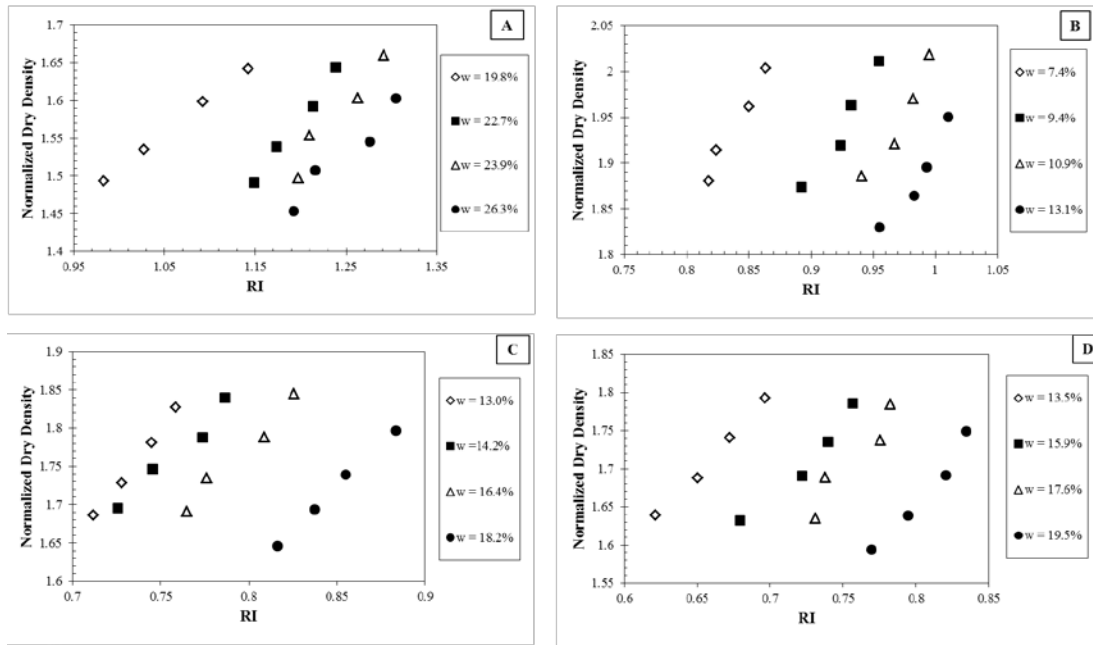 A
Normalized Dry Density
1.7
1.65
1.6
1.55
1.5
1.45
1.4
0.95
1.05
1.15
1.25
1.35
RI
w = 19.8%
w = 22.7%
w = 23.9%
w = 26.3%
B
Normalized Dry Density
2.05
2
1.95
1.9
1.85
1.8
0.75
0.8
0.85
0.9
0.95
1
1.05
RI
w = 7.4%
w = 9.4%
w = 10.9%
w = 13.1%
C
Normalized Dry Density
1.9
1.85
1.8
1.75
1.7
1.65
1.6
0.7
0.75
0.8
0.85
0.9
RI
w = 13.0%
w =14.2%
w = 16.4%
w = 18.2%
D
Normalized Dry Density
1.85
1.8
1.75
1.7
1.65
1.6
1.55
0.6
0.65
0.7
0.75
0.8
0.85
RI
w = 13.5%
w = 15.9%
w = 17.6%
w = 19.5%